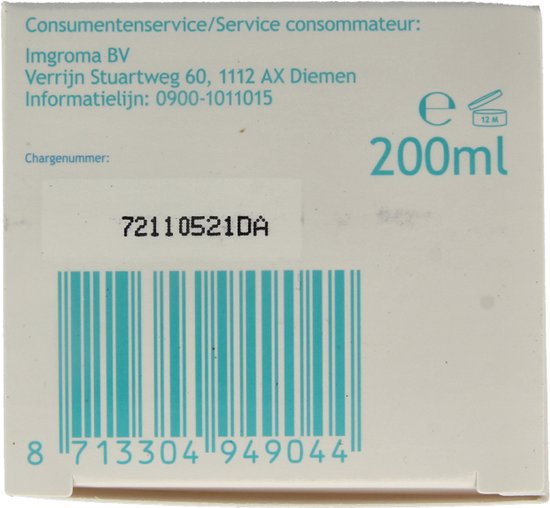 Consumentenservice/Service consommateur:
Imgroma BV
Verrijn Stuartweg 60, 1112 AX Diemen
Informatielijn: 0900-1011015
e 12 M
200ml
Chargenummer:
72110521DA
8 713304 949044